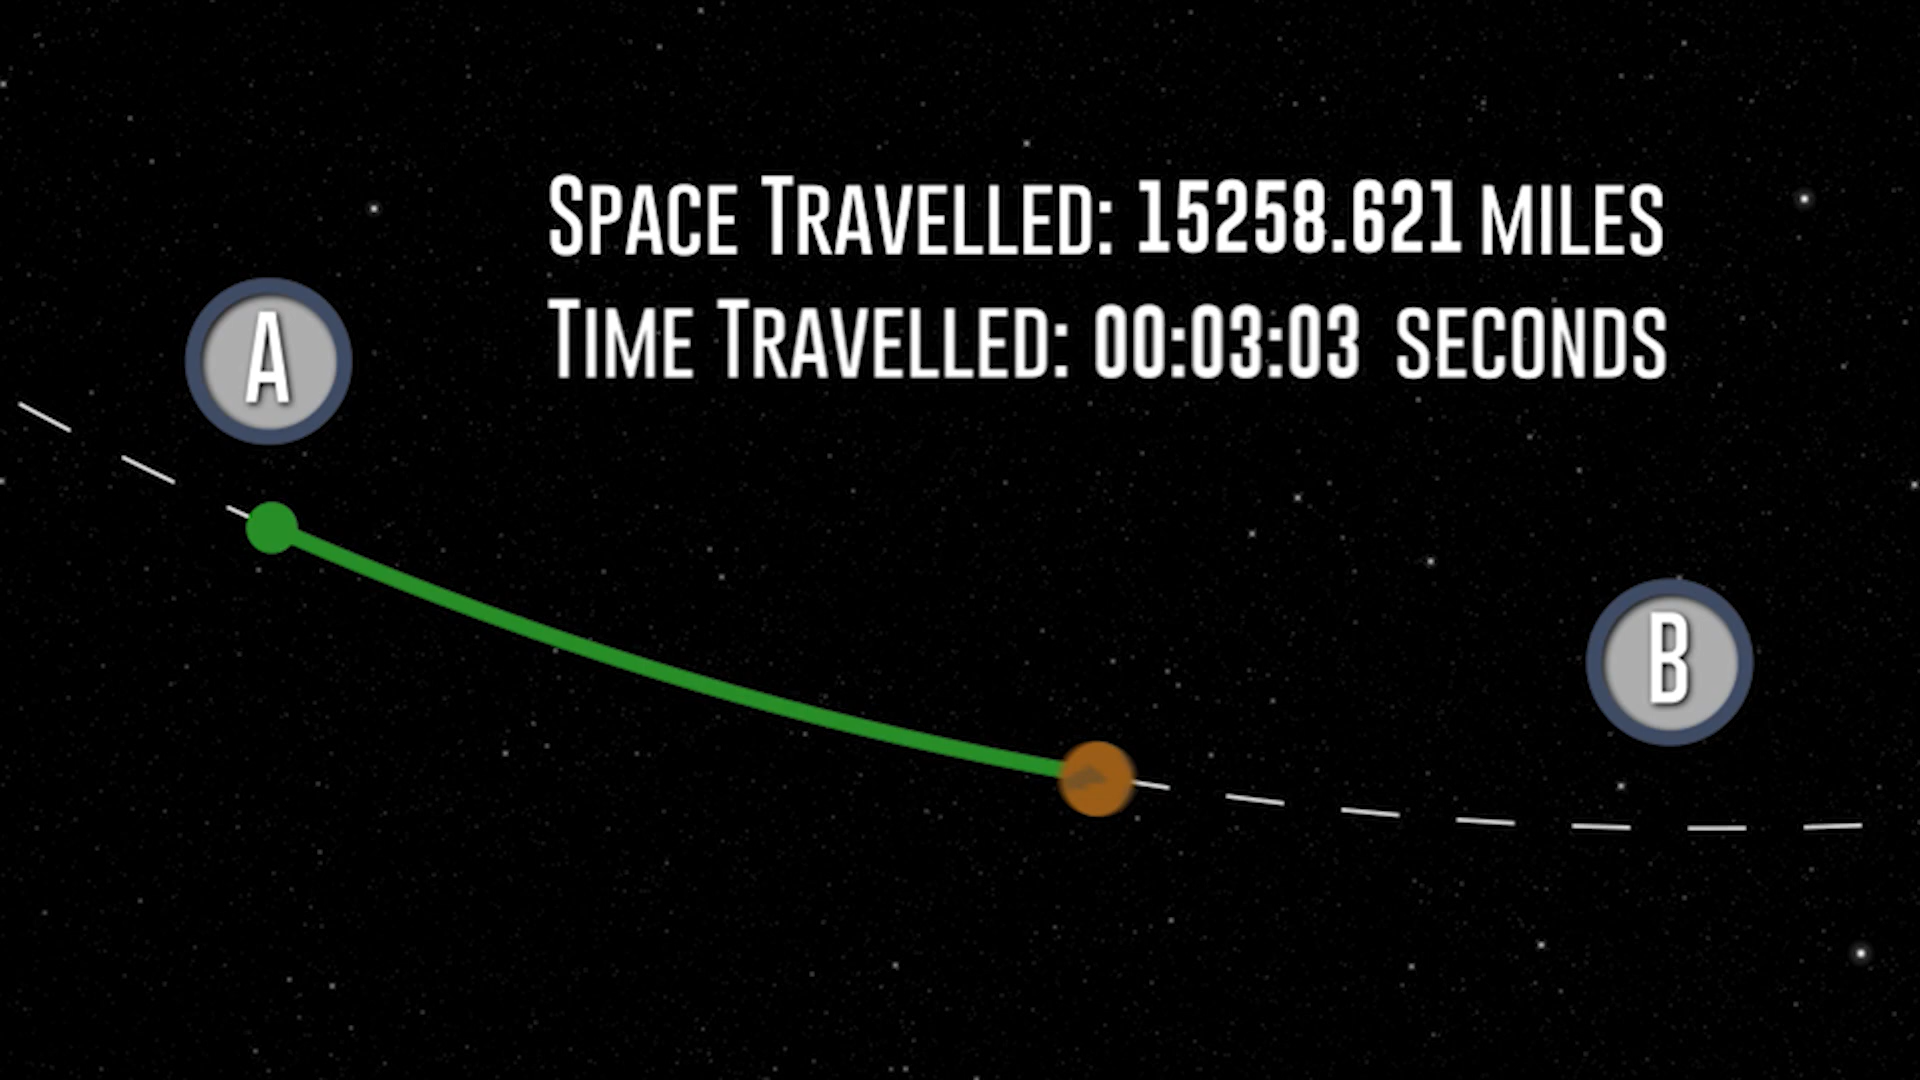 SPACE TRAVELLED: 15258.621 MILES
TIME TRAVELLED: 00:03:03 SECONDS
A
B